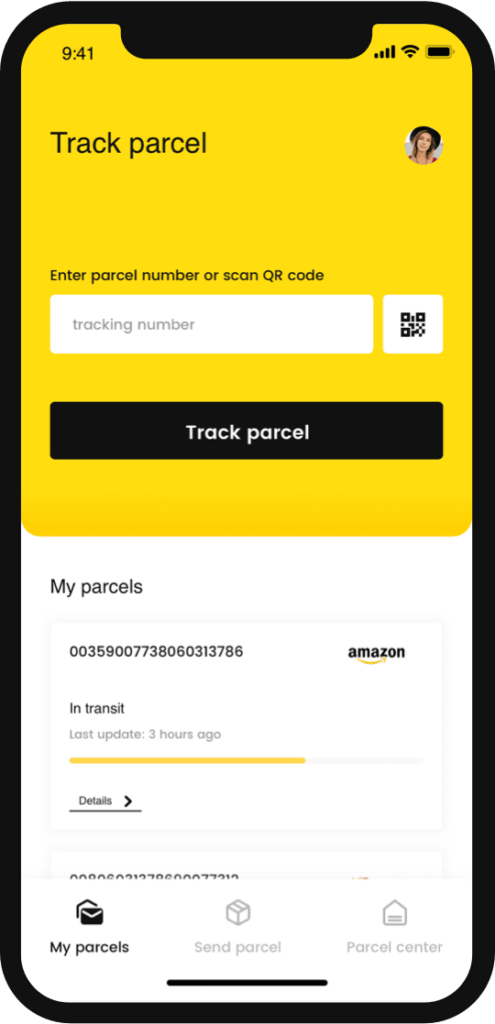 9:41
Track parcel
Enter parcel number or scan QR code
tracking number
Track parcel
My parcels
00359007738060313786
amazon
In transit
Last update: 3 hours ago
Details
My parcels
Send parcel
Parcel center